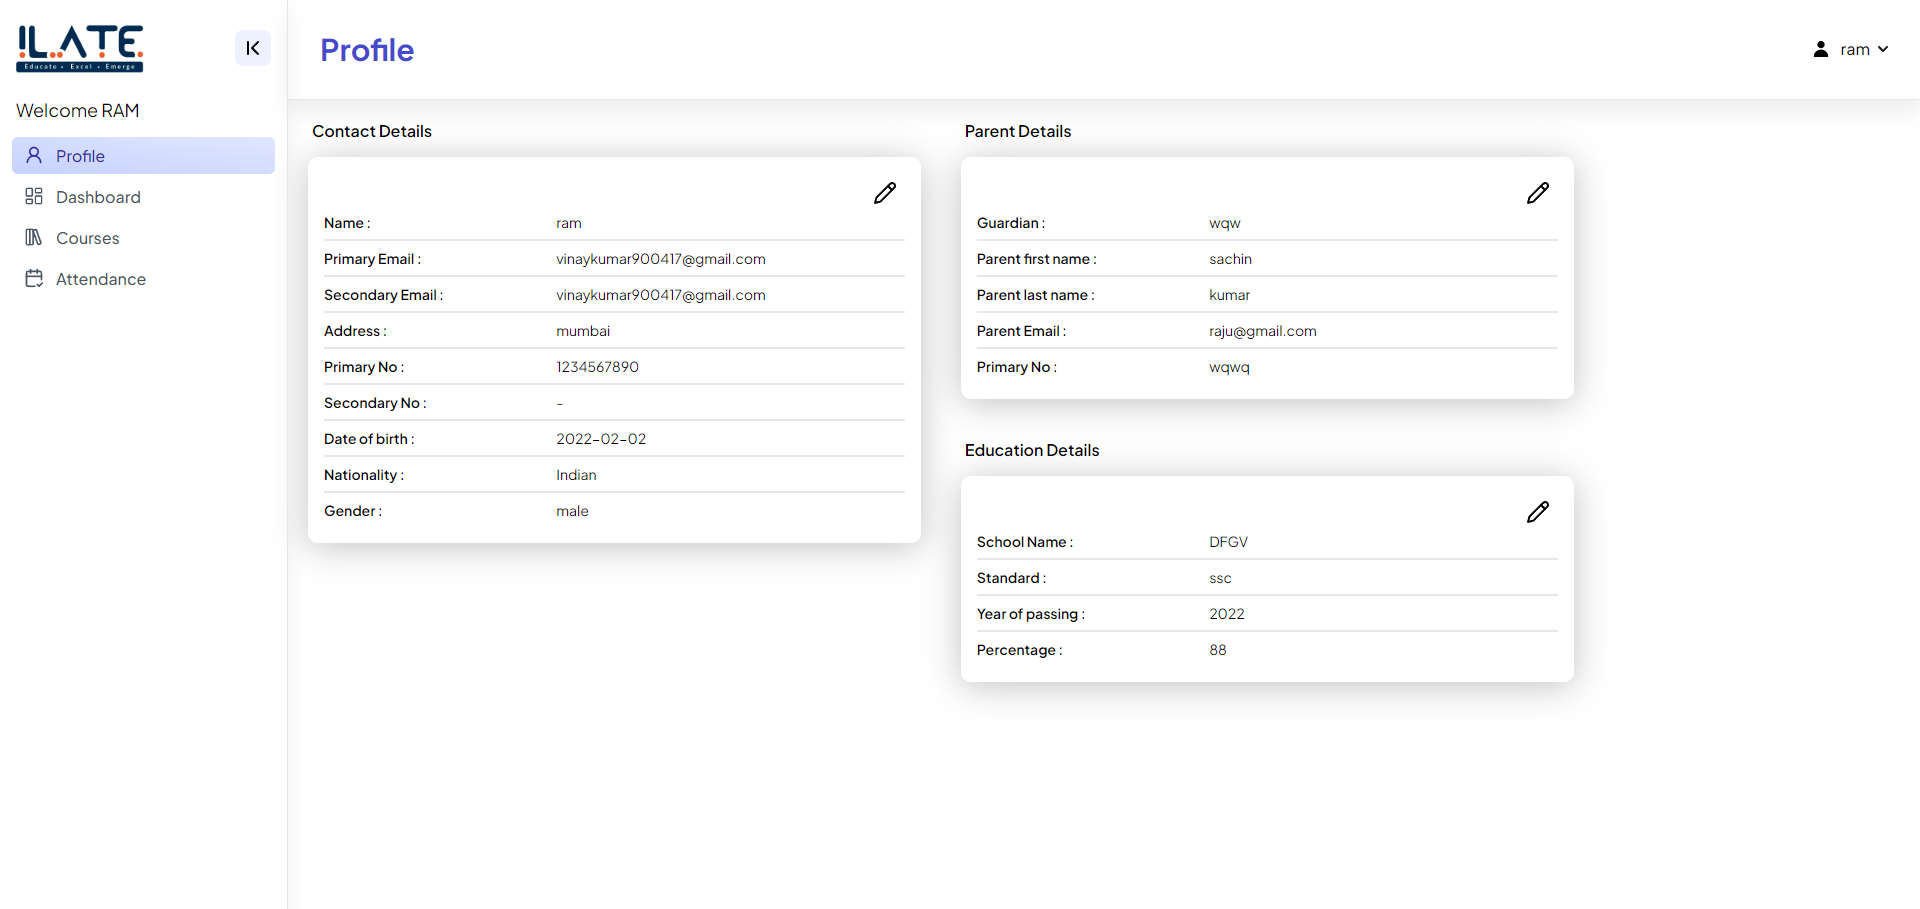 ILATE
Educate • Excel • Emerge
Welcome RAM
Profile
Dashboard
Courses
Attendance
Profile
ram
Contact Details
Name : ram
Primary Email : vinaykumar900417@gmail.com
Secondary Email : vinaykumar900417@gmail.com
Address : mumbai
Primary No : 1234567890
Secondary No : -
Date of birth : 2022-02-02
Nationality : Indian
Gender : male
Parent Details
Guardian : wqw
Parent first name : sachin
Parent last name : kumar
Parent Email : raju@gmail.com
Primary No : wqwq
Education Details
School Name : DFGV
Standard : ssc
Year of passing : 2022
Percentage : 88